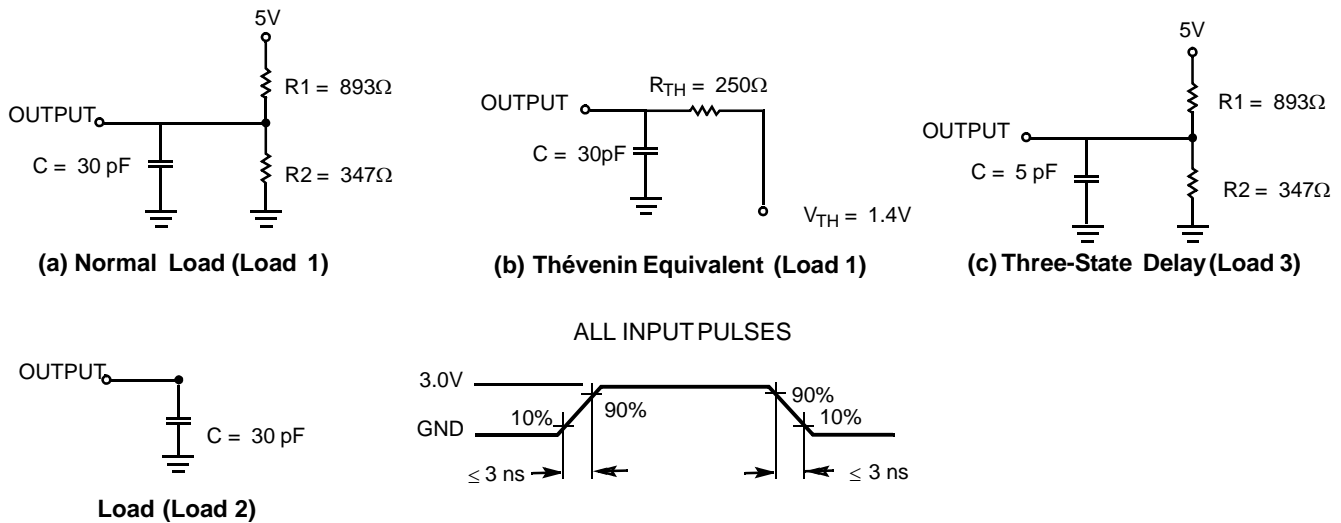 5V
R1 = 893Ω
OUTPUT
C = 30 pF
R2 = 347Ω
(a) Normal Load (Load 1)
RTH = 250Ω
OUTPUT
C = 30pF
VTH = 1.4V
(b) Thévenin Equivalent (Load 1)
5V
R1 = 893Ω
OUTPUT
C = 5 pF
R2 = 347Ω
(c) Three-State Delay (Load 3)
OUTPUT
C = 30 pF
Load (Load 2)
ALL INPUT PULSES
3.0V
GND
10%
90%
90%
10%
≤ 3 ns
≤ 3 ns